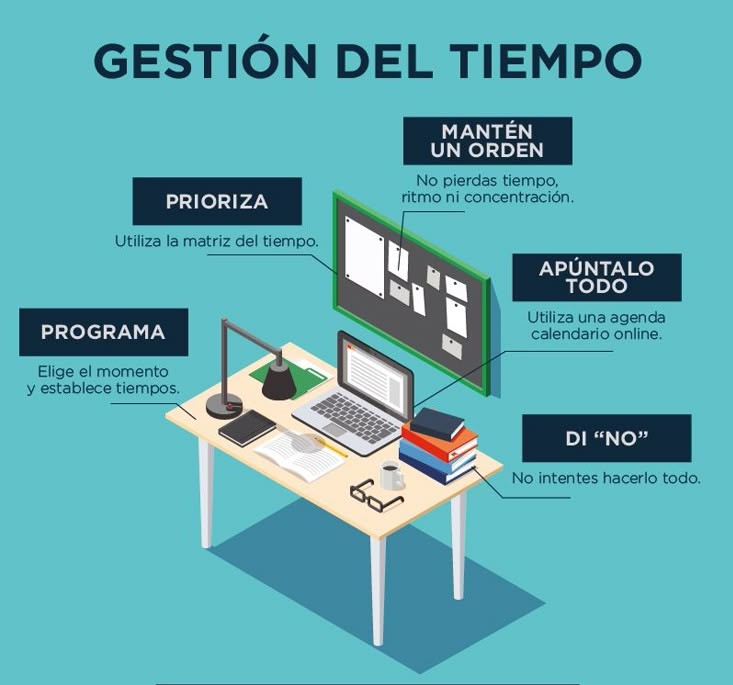 GESTIÓN DEL TIEMPO
MANTÉN
UN ORDEN
No pierdas tiempo,
ritmo ni concentración.
PRIORIZA
Utiliza la matriz del tiempo.
APÚNTALO
TODO
Utiliza una agenda
calendario online.
PROGRAMA
Elige el momento
y establece tiempos.
DI “NO”
No intentes hacerlo todo.